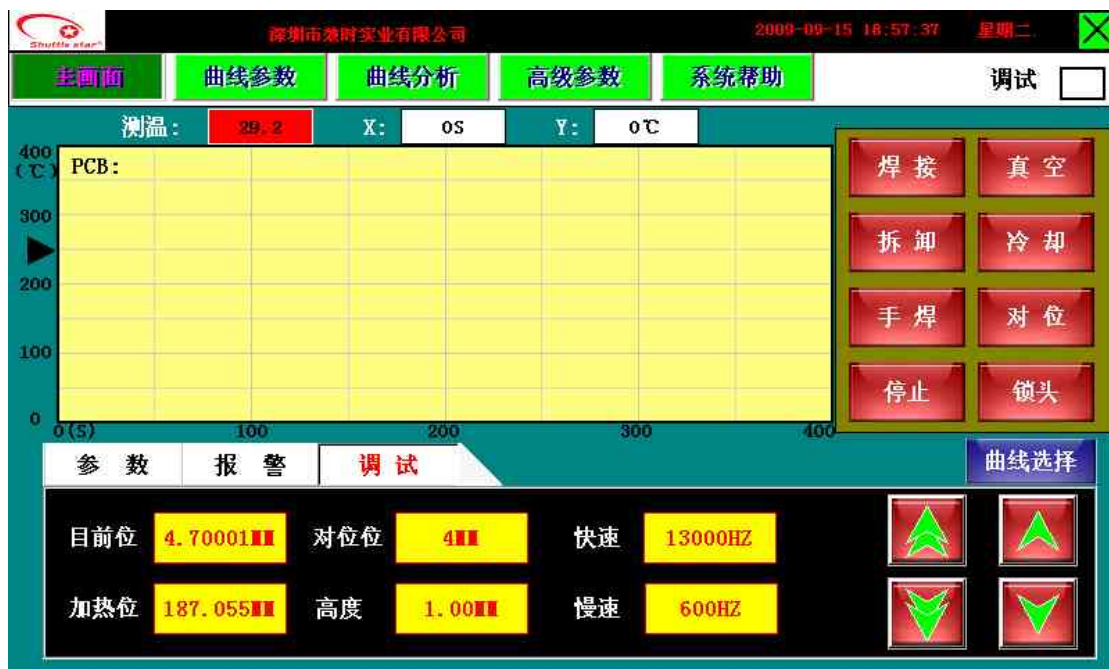 Shuttle star
深圳市效时实业有限公司 2009-09-15 18:57:37 星期二
主画面 曲线参数 曲线分析 高级参数 系统帮助 调试
测温: 29.2 X: 0S Y: 0℃
400
(℃)
PCB:
300
200
100
0
0(S) 100 200 300 400
焊接 真空
拆卸 冷却
手焊 对位
停止 锁头
参数 报警 调试 曲线选择
目前位 4.70001MM 对位位 4MM 快速 13000HZ
加热位 187.055MM 高度 1.00MM 慢速 600HZ